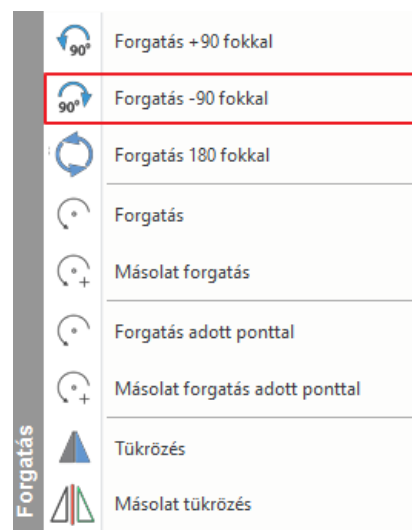 90°
Forgatás +90 fokkal
90°
Forgatás -90 fokkal
Forgatás 180 fokkal
Forgatás
Másolat forgatás
Forgatás adott ponttal
Másolat forgatás adott ponttal
Tükrözés
Másolat tükrözés
Forgatás